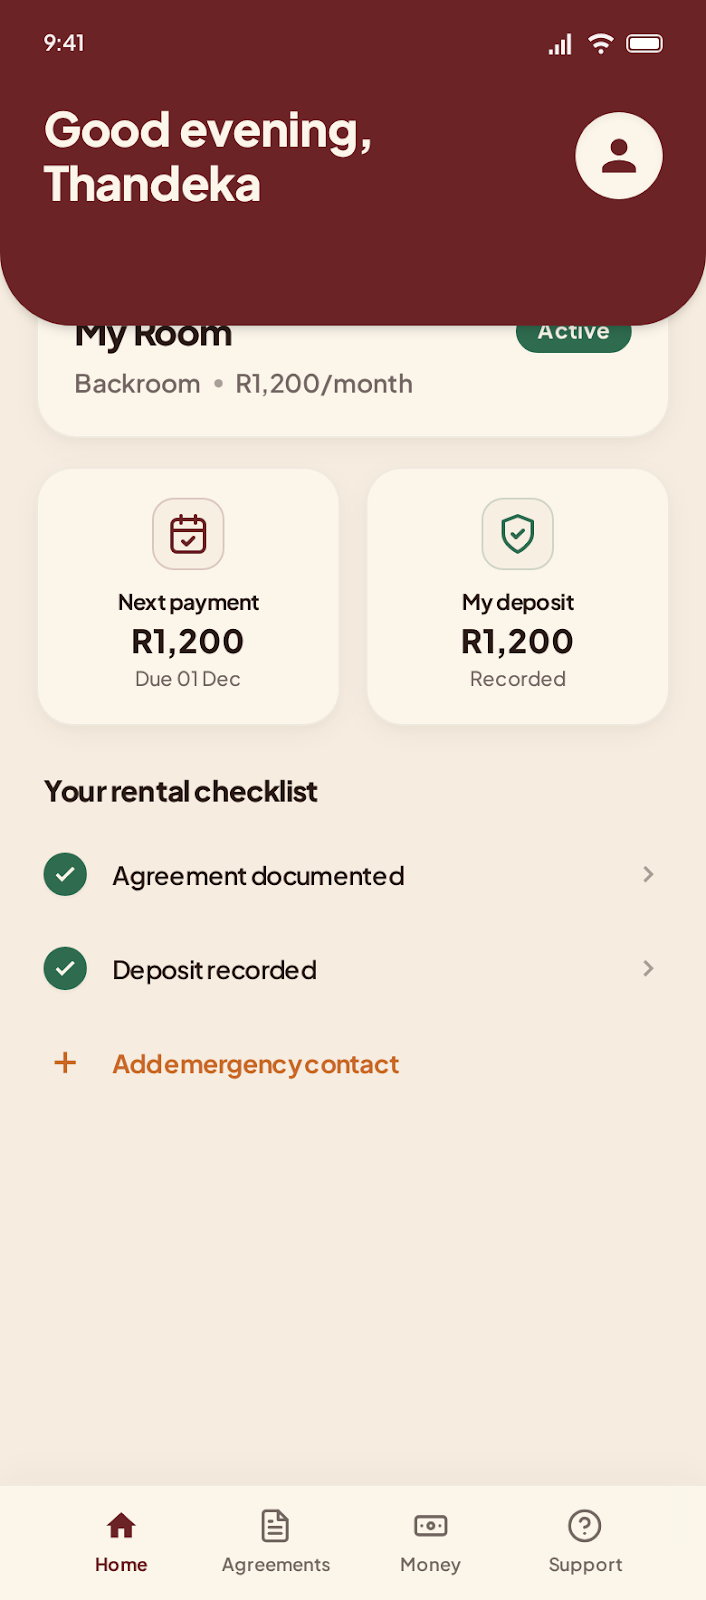 9:41
Good evening,
Thandeka
My Room
Active
Backroom • R1,200/month
Next payment
R1,200
Due 01 Dec
My deposit
R1,200
Recorded
Your rental checklist
Agreement documented
Deposit recorded
+ Add emergency contact
Home
Agreements
Money
Support